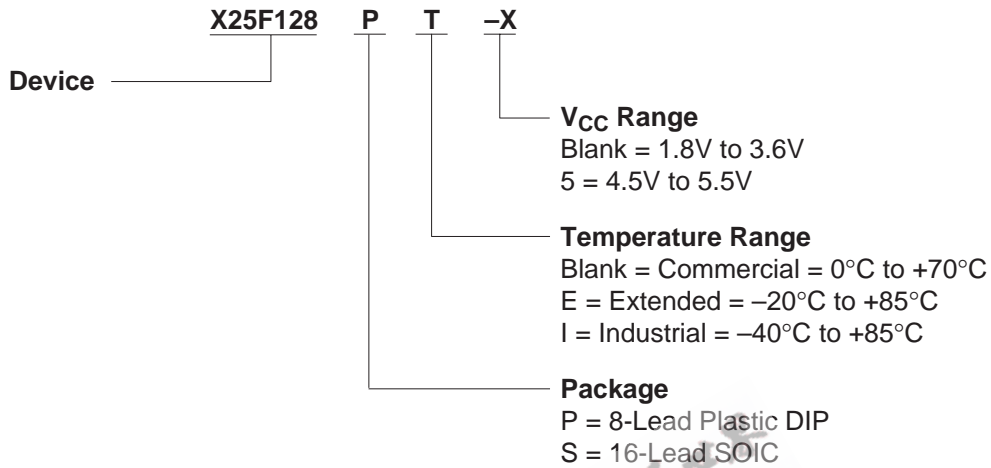 X25F128 P T –X
Device
VCC Range
Blank = 1.8V to 3.6V
5 = 4.5V to 5.5V
Temperature Range
Blank = Commercial = 0°C to +70°C
E = Extended = –20°C to +85°C
I = Industrial = –40°C to +85°C
Package
P = 8-Lead Plastic DIP
S = 16-Lead SOIC